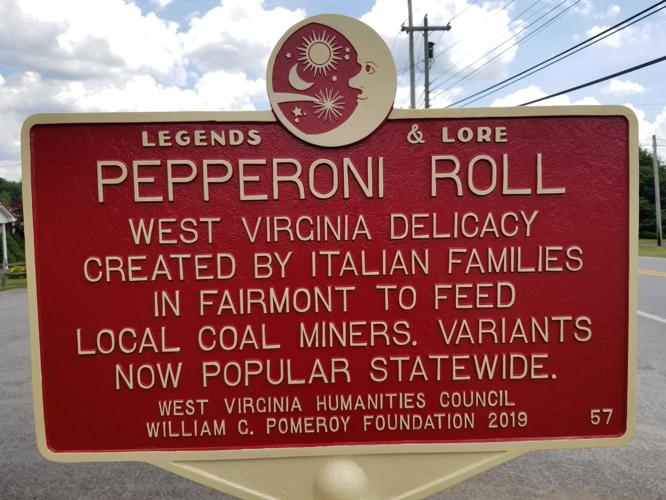 LEGENDS & LORE
PEPPERONI ROLL
WEST VIRGINIA DELICACY
CREATED BY ITALIAN FAMILIES
IN FAIRMONT TO FEED
LOCAL COAL MINERS. VARIANTS
NOW POPULAR STATEWIDE.
WEST VIRGINIA HUMANITIES COUNCIL
WILLIAM G. POMEROY FOUNDATION 2019 57